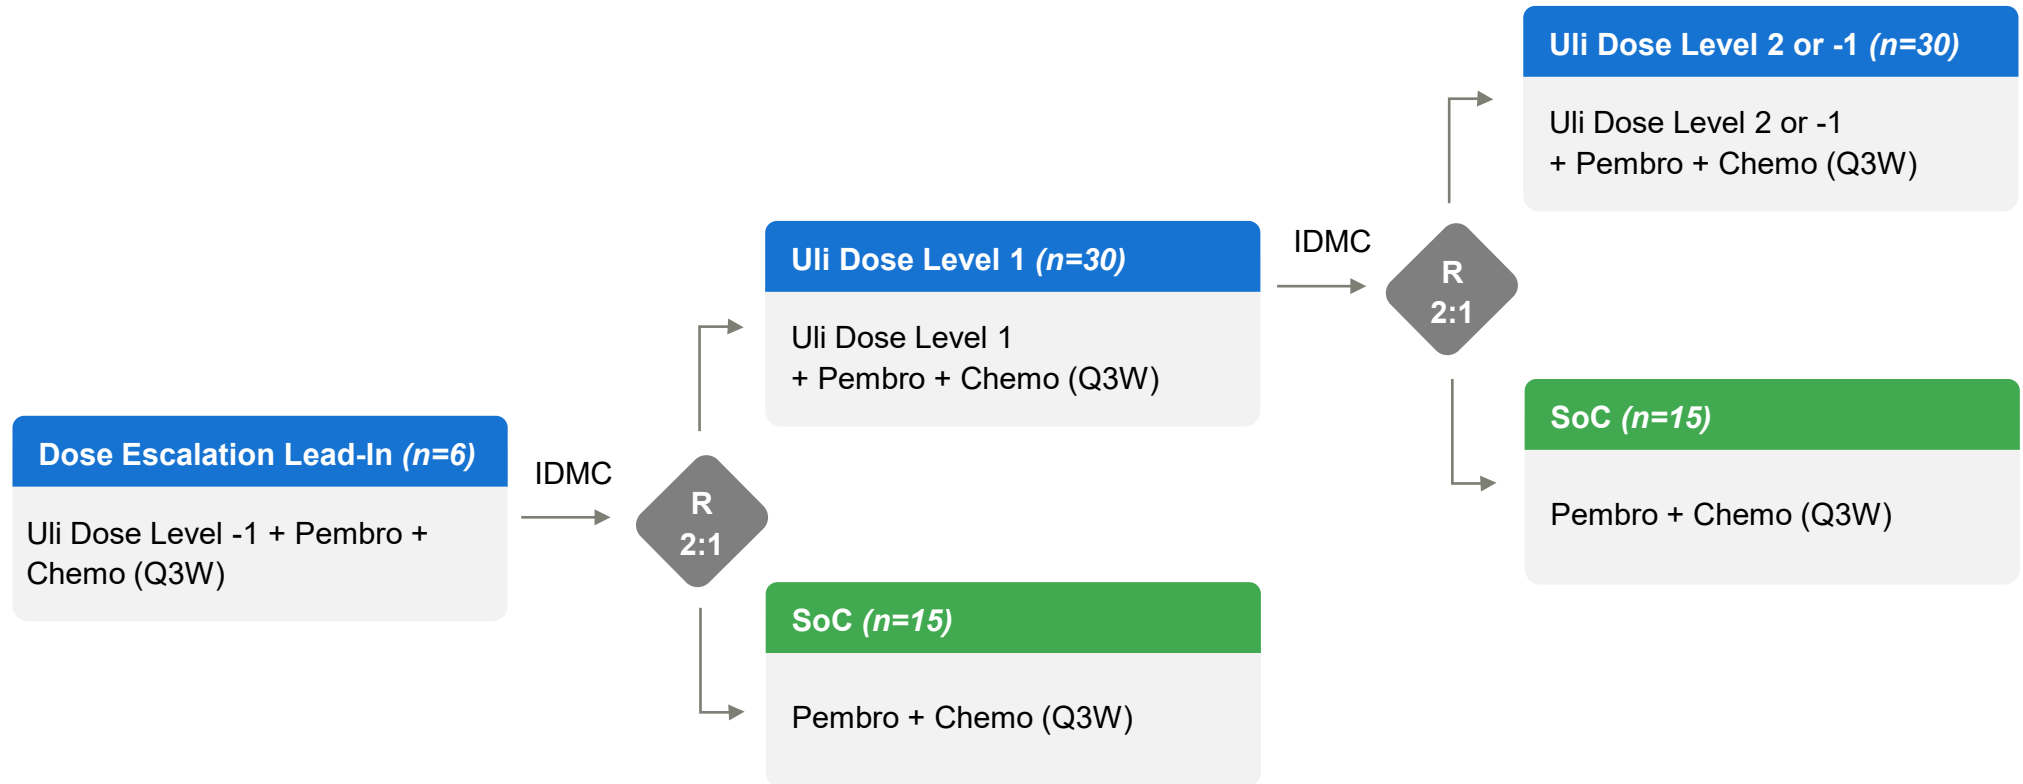 Dose Escalation Lead-In (n=6)
Uli Dose Level -1 + Pembro +
Chemo (Q3W)
IDMC
R
2:1
Uli Dose Level 1 (n=30)
Uli Dose Level 1
+ Pembro + Chemo (Q3W)
SoC (n=15)
Pembro + Chemo (Q3W)
IDMC
R
2:1
Uli Dose Level 2 or -1 (n=30)
Uli Dose Level 2 or -1
+ Pembro + Chemo (Q3W)
SoC (n=15)
Pembro + Chemo (Q3W)